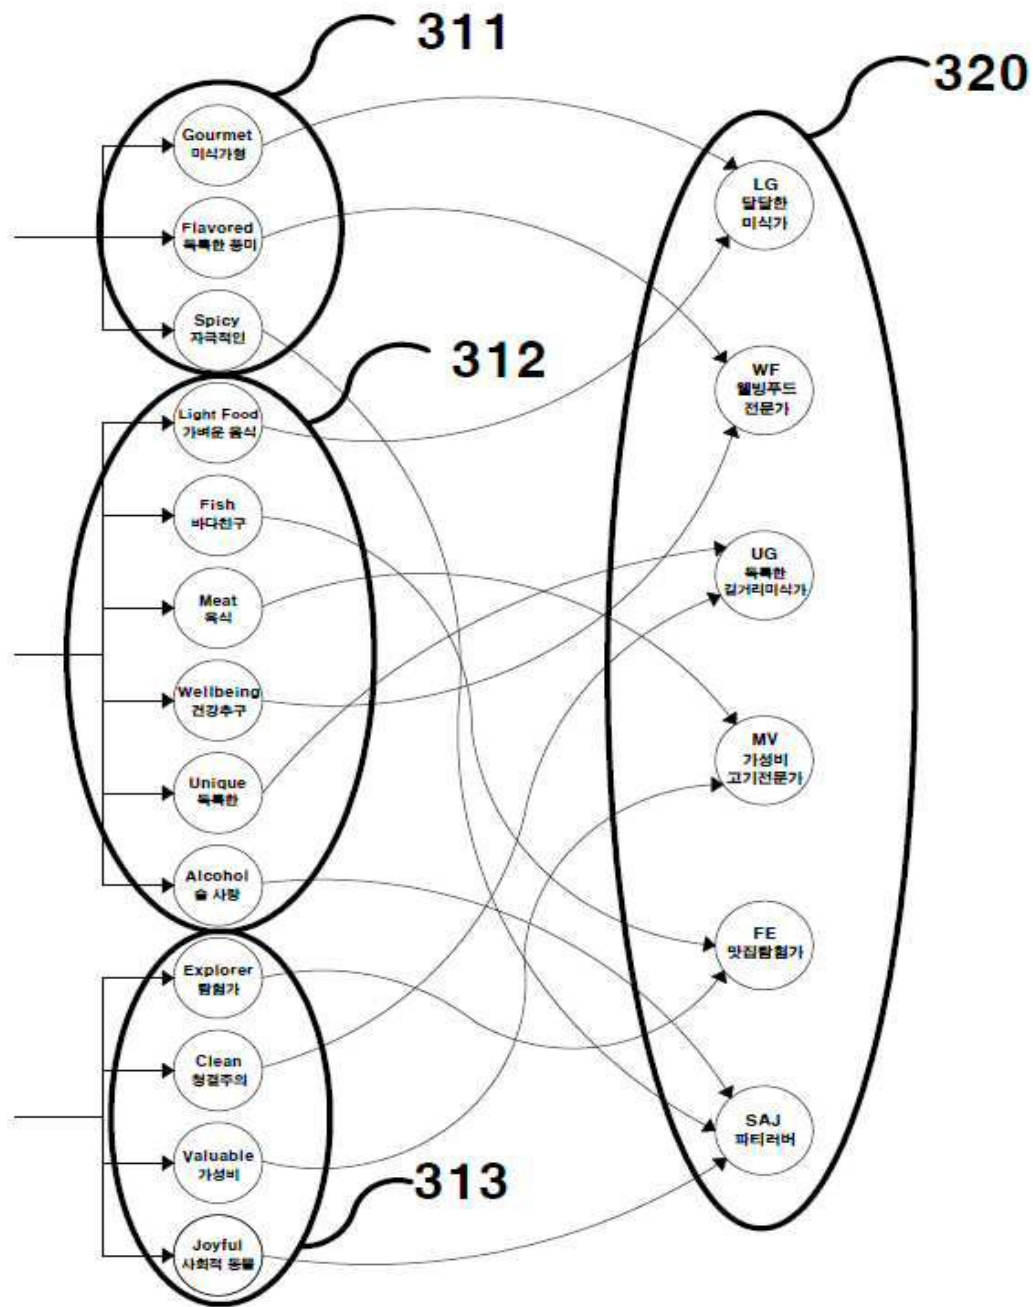 311
320
Gourmet
미식가형
Flavored
독특한 풍미
Spicy
자극적인
312
Light Food
가벼운 음식
Fish
바다친구
Meat
육식
Wellbeing
건강추구
Unique
독특한
Alcohol
술 사랑
Explorer
탐험가
Clean
청결주의
Valuable
가성비
313
Joyful
사회적 동물
LG
달달한
미식가
WF
웰빙푸드
전문가
UG
독특한
길거리미식가
MV
가성비
고기전문가
FE
맛집탐험가
SAJ
파티러버